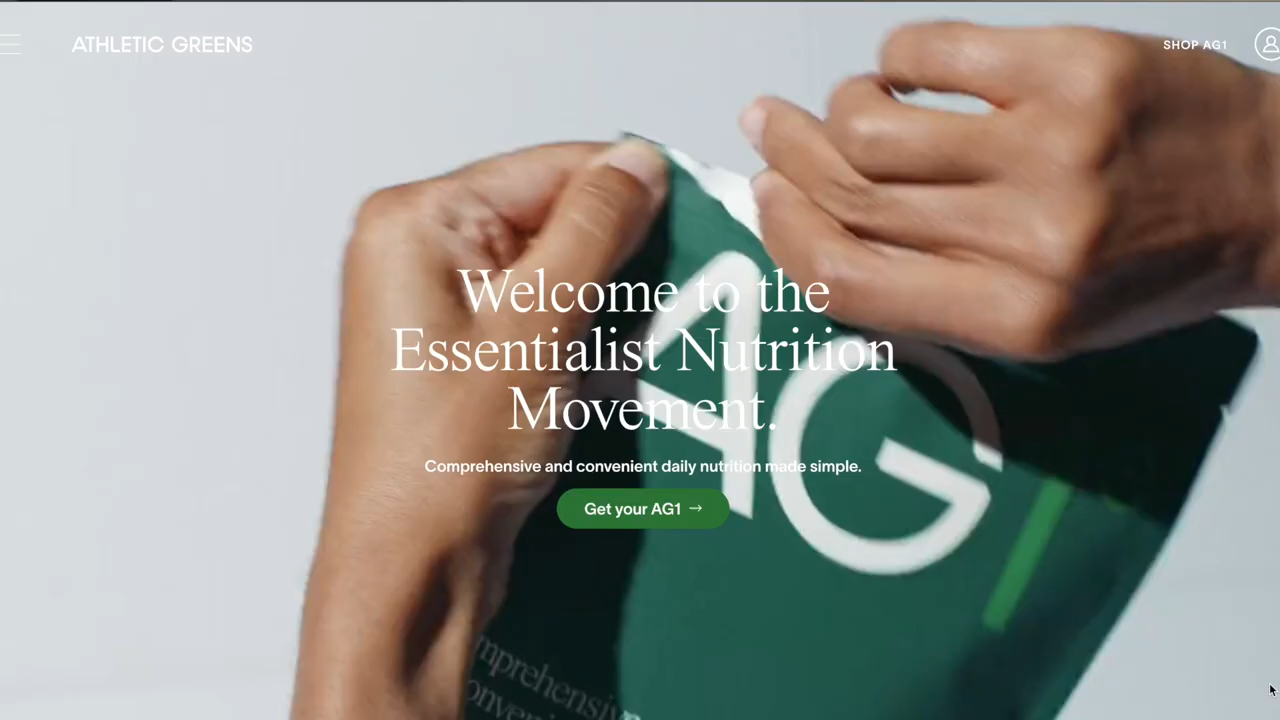 ATHLETIC GREENS
SHOP AG1
Welcome to the
Essentialist Nutrition
Movement.
Comprehensive and convenient daily nutrition made simple.
Get your AG1 →
AG1